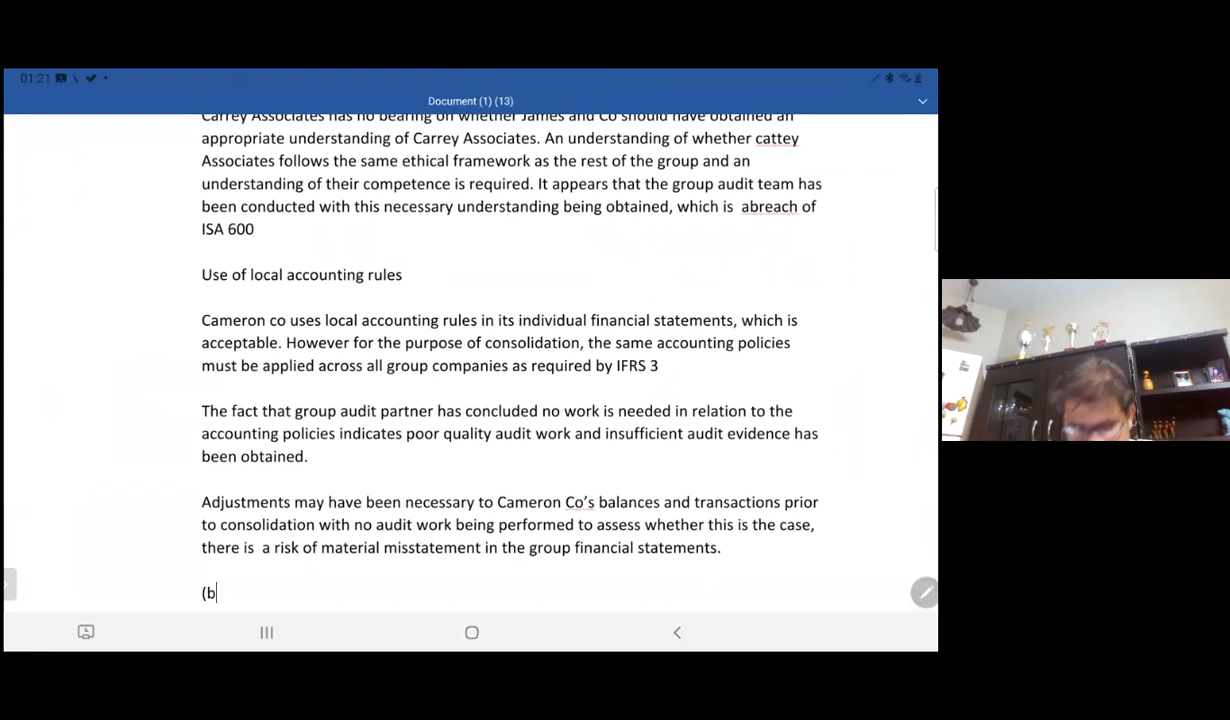 01:21
Document (1) (13)
Carrey Associates has no bearing on whether James and Co should have obtained an
appropriate understanding of Carrey Associates. An understanding of whether cattey
Associates follows the same ethical framework as the rest of the group and an
understanding of their competence is required. It appears that the group audit team has
been conducted with this necessary understanding being obtained, which is abreach of
ISA 600
Use of local accounting rules
Cameron co uses local accounting rules in its individual financial statements, which is
acceptable. However for the purpose of consolidation, the same accounting policies
must be applied across all group companies as required by IFRS 3
The fact that group audit partner has concluded no work is needed in relation to the
accounting policies indicates poor quality audit work and insufficient audit evidence has
been obtained.
Adjustments may have been necessary to Cameron Co's balances and transactions prior
to consolidation with no audit work being performed to assess whether this is the case,
there is a risk of material misstatement in the group financial statements.
(b